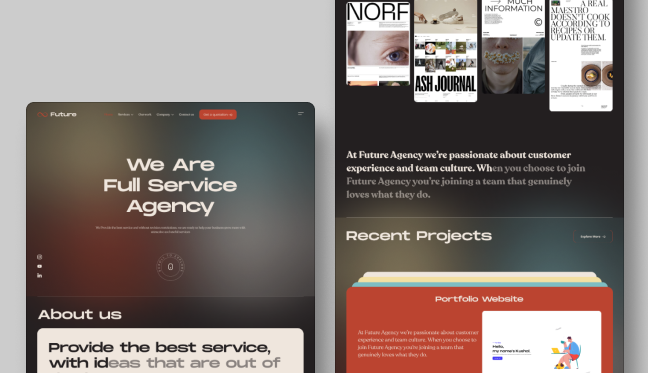 Future
Services
Company
We Are
Full Service
Agency
About us
Provide the best service,
with ideas that are out of
NORF
ASH JOURNAL
MUCH
INFORMATION
©
A REAL
MAESTRO
DOESN'T COOK
ACCORDING TO
RECIPES OR
UPDATE THEM.
At Future Agency we're passionate about customer
experience and team culture. When you choose to join
Future Agency you're joining a team that genuinely
loves what they do.
Recent Projects
Explore More
Portfolio Website
At Future Agency we're passionate about customer
experience and team culture. When you choose to
join Future Agency you're joining a team that
genuinely loves what they do.
Hello,
my name's Kushol